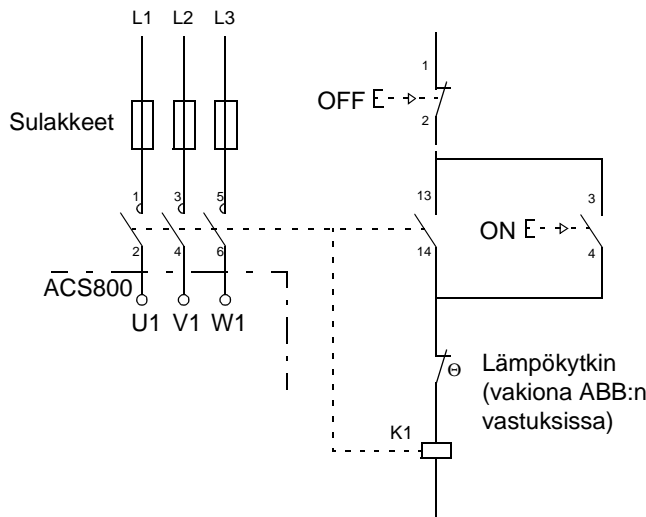 L1 L2 L3
1
OFF
2
Sulakkeet
1 3 5
13
3
ON
2 4 6
14
4
ACS800
U1 V1 W1
Θ
Lämpökytkin
(vakiona ABB:n
vastuksissa)
K1